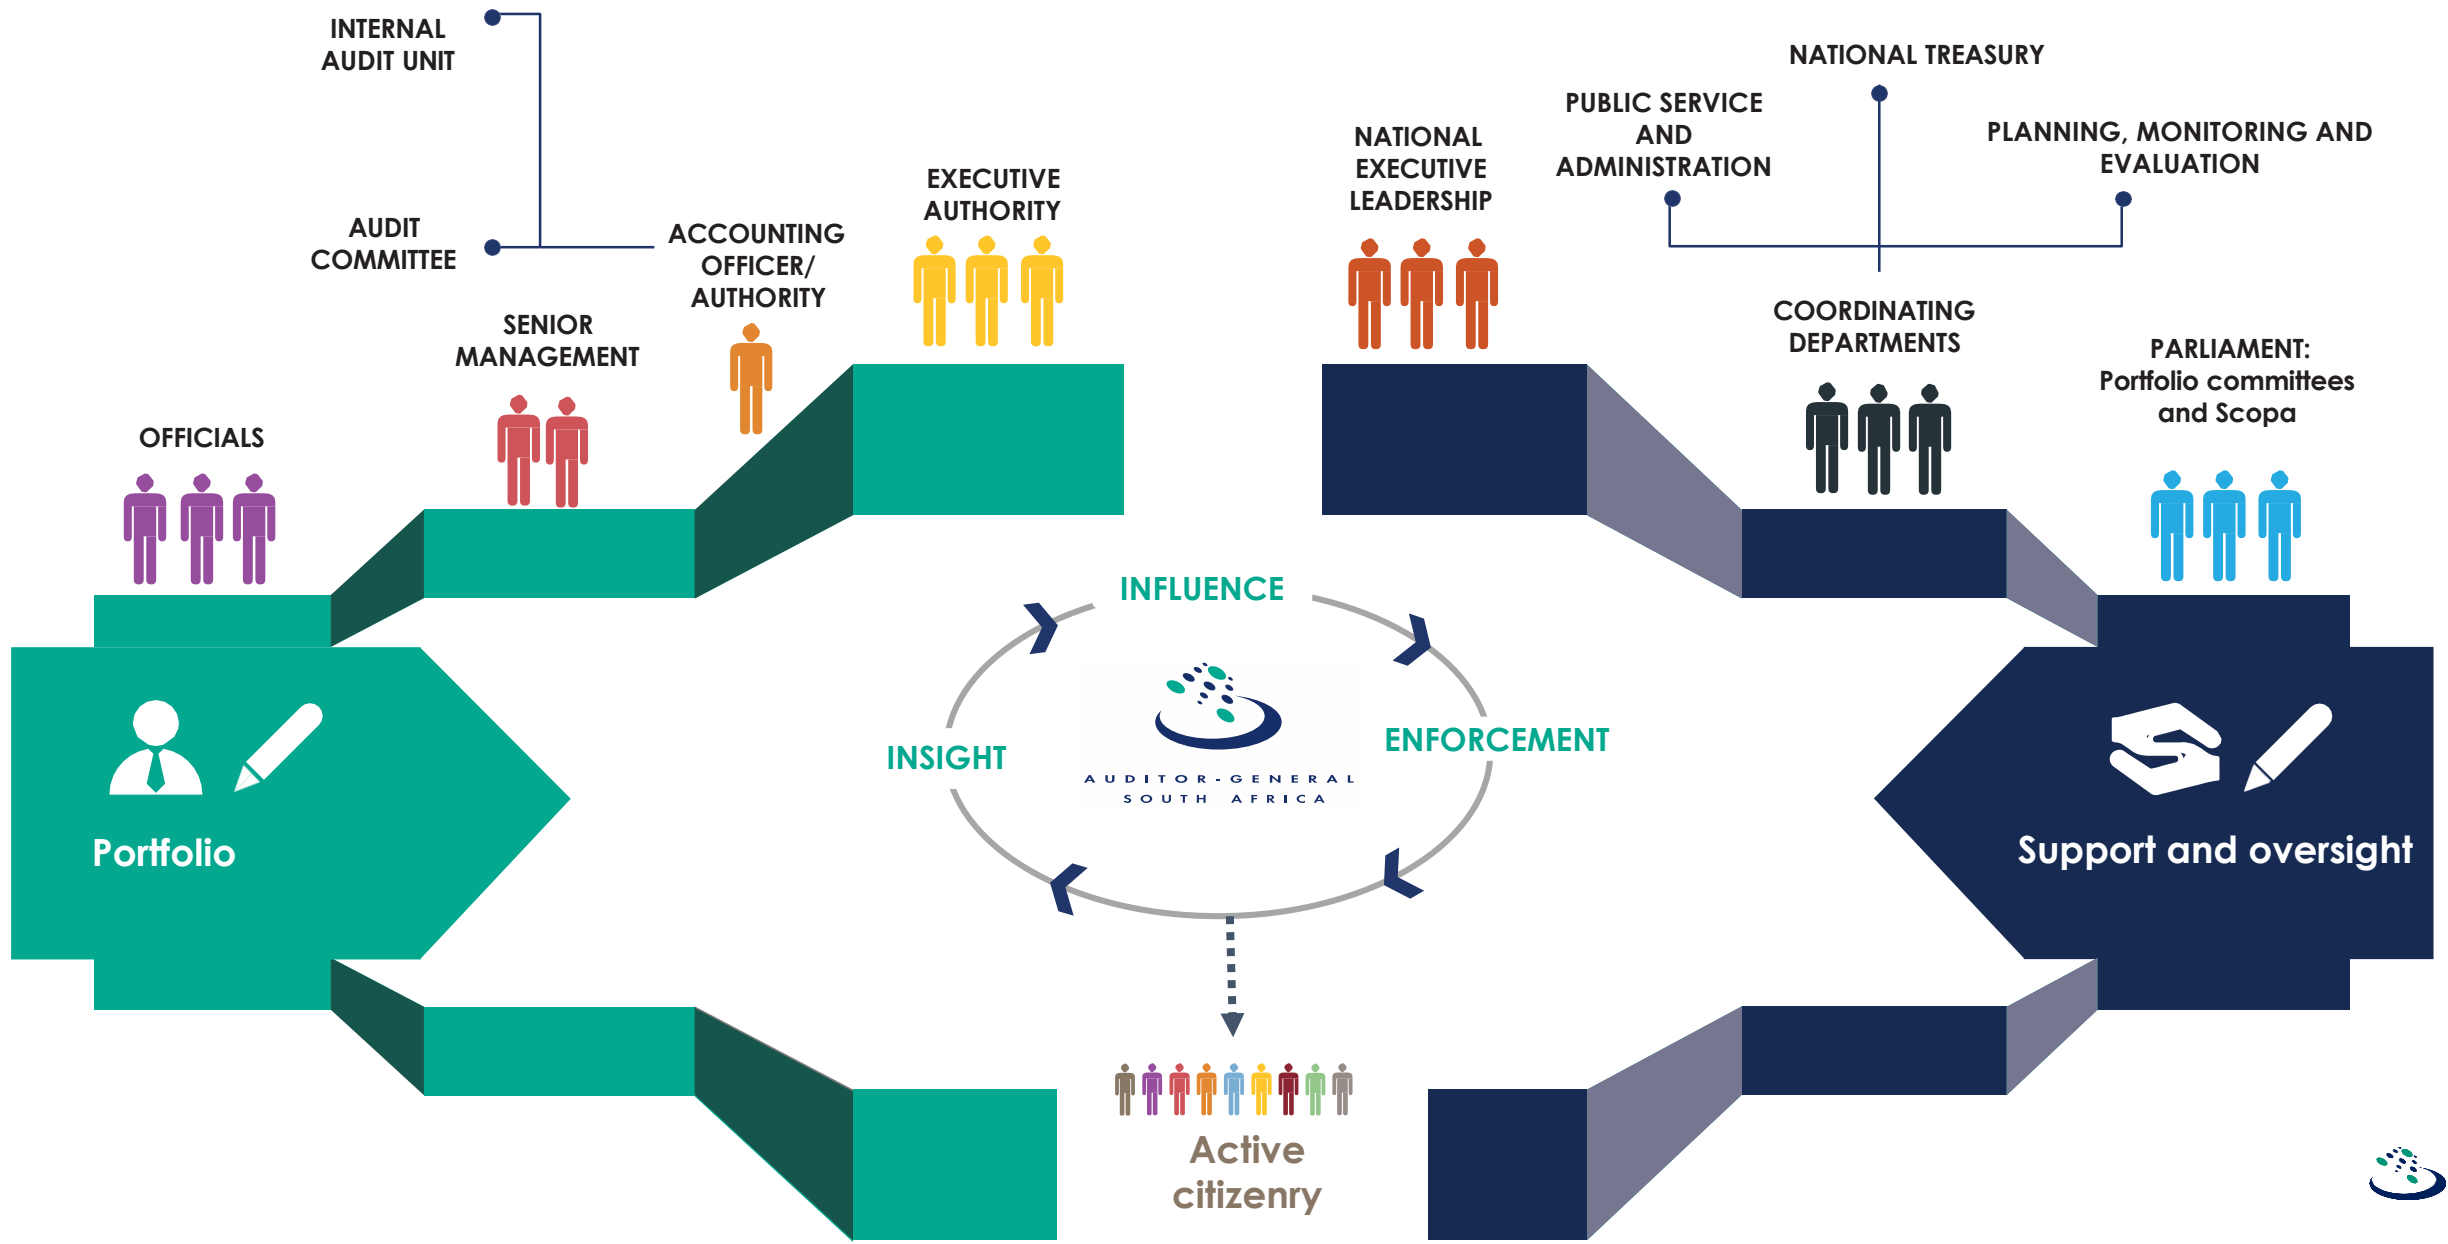 INTERNAL
AUDIT UNIT
AUDIT
COMMITTEE
OFFICIALS
SENIOR
MANAGEMENT
ACCOUNTING
OFFICER/
AUTHORITY
EXECUTIVE
AUTHORITY
NATIONAL
EXECUTIVE
LEADERSHIP
PUBLIC SERVICE
AND
ADMINISTRATION
NATIONAL TREASURY
PLANNING, MONITORING AND
EVALUATION
COORDINATING
DEPARTMENTS
PARLIAMENT:
Portfolio committees
and Scopa
INFLUENCE
INSIGHT
ENFORCEMENT
AUDITOR-GENERAL
SOUTH AFRICA
Portfolio
Support and oversight
Active
citizenry